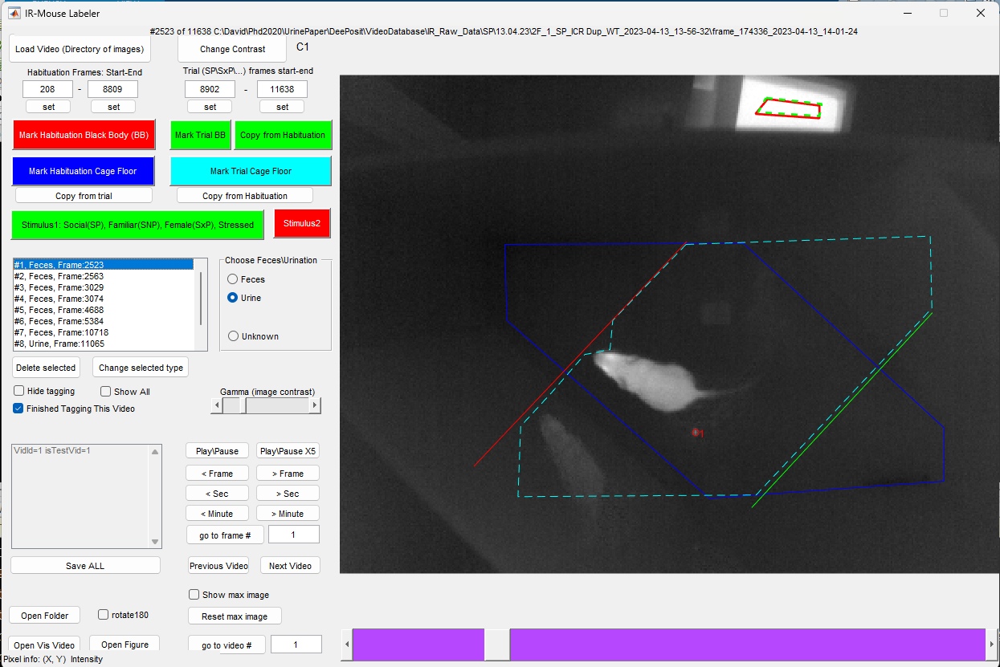 IR-Mouse Labeler
#2523 of 11638 C:\David\Phd2020\UrinePaper\DeePosit\VideoDatabase\IR_Raw_Data\SP\13.04.23\2F_1_SP_ICR Dup_WT_2023-04-13_13-56-32\frame_174336_2023-04-13_14-01-24
Load Video (Directory of images)
Change Contrast
C1
Habituation Frames: Start-End
Trial (SP\SxP\...) frames start-end
208 - 8809
8902 - 11638
set
set
set
set
Mark Habituation Black Body (BB)
Mark Trial BB
Copy from Habituation
Mark Habituation Cage Floor
Mark Trial Cage Floor
Copy from trial
Copy from Habituation
Stimulus1: Social(SP), Familiar(SNP), Female(SxP), Stressed
Stimulus2
#1, Feces, Frame:2523
#2, Feces, Frame:2563
#3, Feces, Frame:3029
#4, Feces, Frame:3074
#5, Feces, Frame:4688
#6, Feces, Frame:5384
#7, Feces, Frame:10718
#8, Urine, Frame:11065
Choose Feces\Urination
Feces
Urine
Unknown
Delete selected
Change selected type
Hide tagging
Show All
Gamma (image contrast)
Finished Tagging This Video
1
VidId=1 isTestVid=1
Play\Pause
Play\Pause X5
< Frame
> Frame
< Sec
> Sec
< Minute
> Minute
go to frame #
1
Save ALL
Previous Video
Next Video
Show max image
Open Folder
rotate180
Reset max image
Open Vis Video
Open Figure
go to video #
1
Pixel info: (X, Y) Intensity